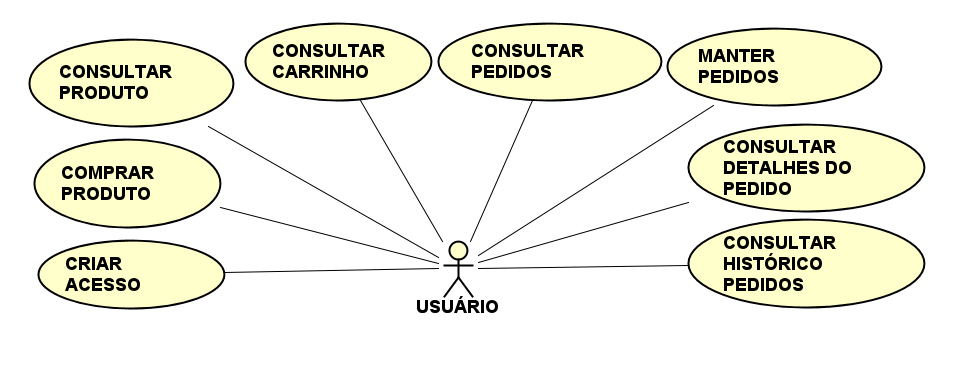 CONSULTAR
PRODUTO
CONSULTAR
CARRINHO
CONSULTAR
PEDIDOS
MANTER
PEDIDOS
COMPRAR
PRODUTO
CONSULTAR
DETALHES DO
PEDIDO
CRIAR
ACESSO
CONSULTAR
HISTÓRICO
PEDIDOS
USUÁRIO